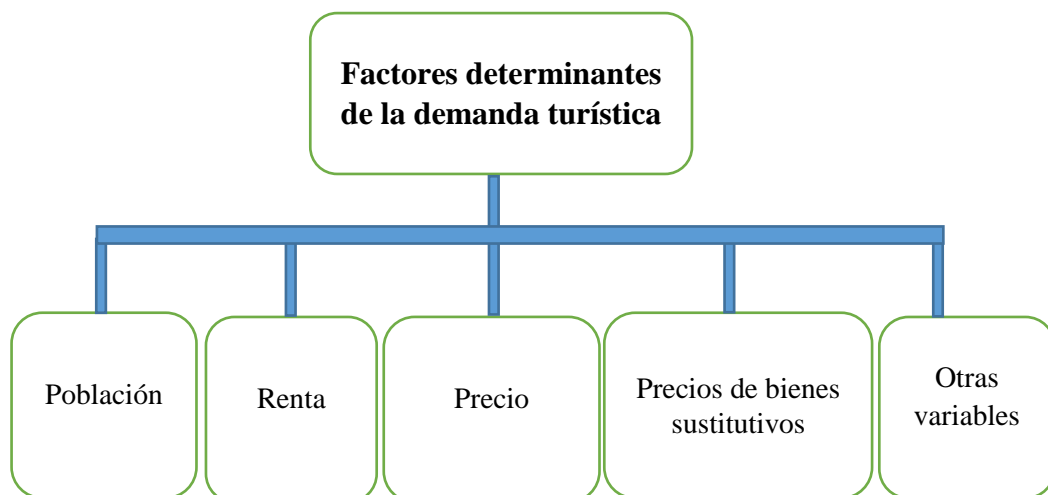 Factores determinantes
de la demanda turística
Población
Renta
Precio
Precios de bienes
sustitutivos
Otras
variables